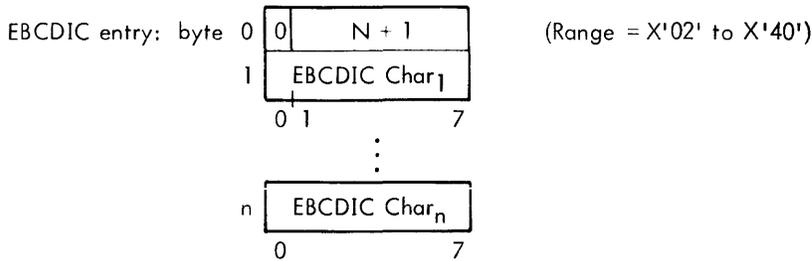 EBCDIC entry: byte 0 0 N + 1 (Range = X'02' to X'40')
1 EBCDIC Char1
0 1 7
n EBCDIC Charn
0 7